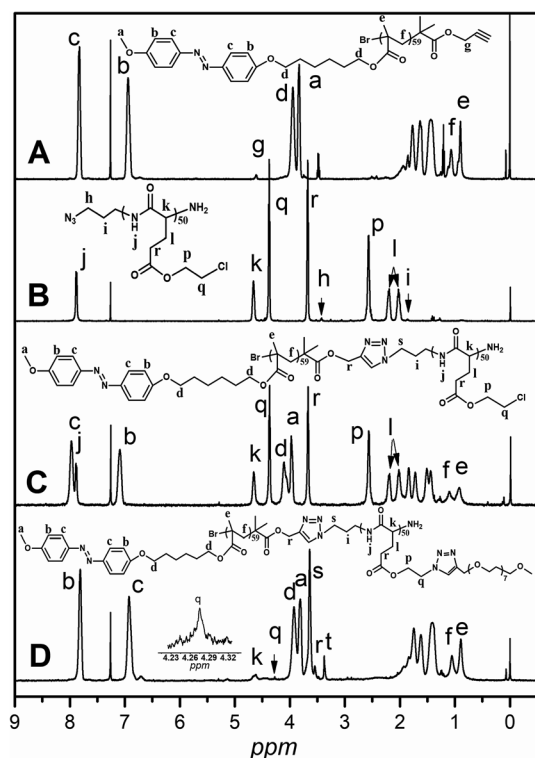 a O b c N N c b O d d O Br e f 59 O O g
c b a d g f e
A
h N3 i N H j O k 50 NH2 l r O O p Cl q
j k q r h p l i
B
a O b c N N c b O d d O Br e f 59 O O r N N N s i N H j O k 50 NH2 l r O O p Cl q
c j b k q d a r p l f e
C
a O b c N N c b O d d O Br e f 59 O O r N N N s i N H j O k 50 NH2 l r O O p q N N N O 7 O
b c k q d a s r t f e
q
4.23 4.26 4.29 4.32
ppm
D
9 8 7 6 5 4 3 2 1 0
ppm